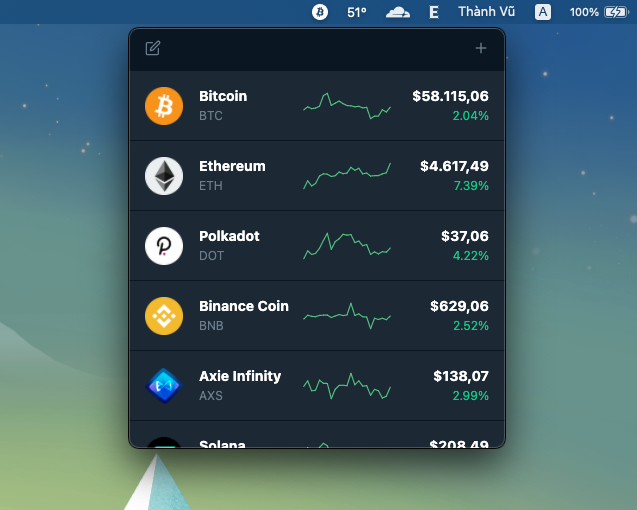 51° E Thành Vũ A 100%
Bitcoin $58.115,06
BTC 2.04%
Ethereum $4.617,49
ETH 7.39%
Polkadot $37,06
DOT 4.22%
Binance Coin $629,06
BNB 2.52%
Axie Infinity $138,07
AXS 2.99%
Solana $208,49